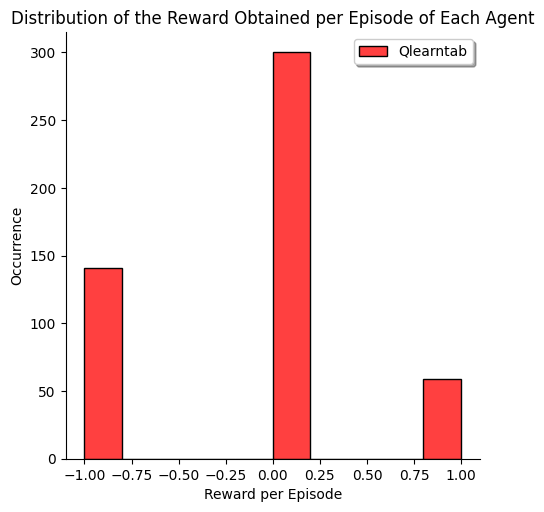 Distribution of the Reward Obtained per Episode of Each Agent
Qlearntab
300
250
200
150
100
50
0
Occurrence
−1.00 −0.75 −0.50 −0.25 0.00 0.25 0.50 0.75 1.00
Reward per Episode